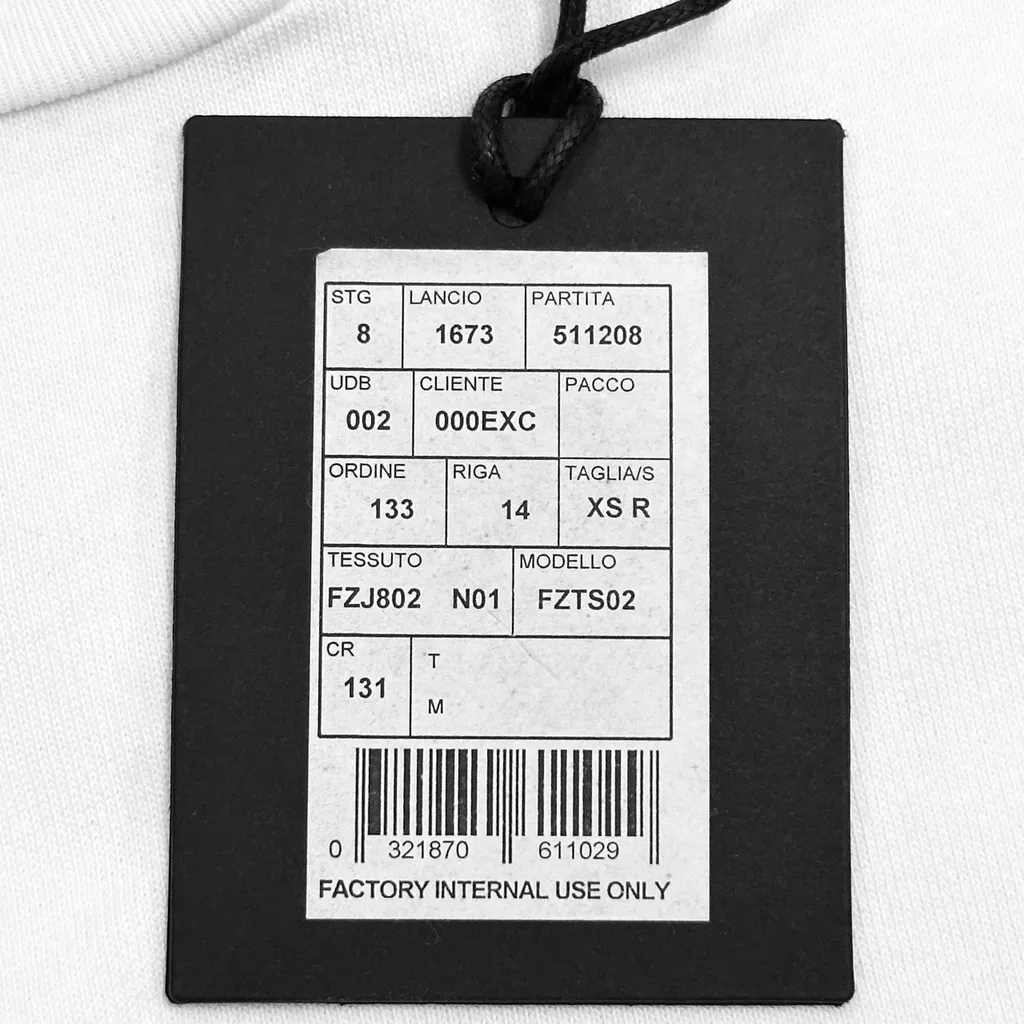 STG LANCIO PARTITA
8 1673 511208
UDB CLIENTE PACCO
002 000EXC
ORDINE RIGA TAGLIA/S
133 14 XS R
TESSUTO MODELLO
FZJ802 N01 FZTS02
CR
131
T
M
0 321870 611029
FACTORY INTERNAL USE ONLY